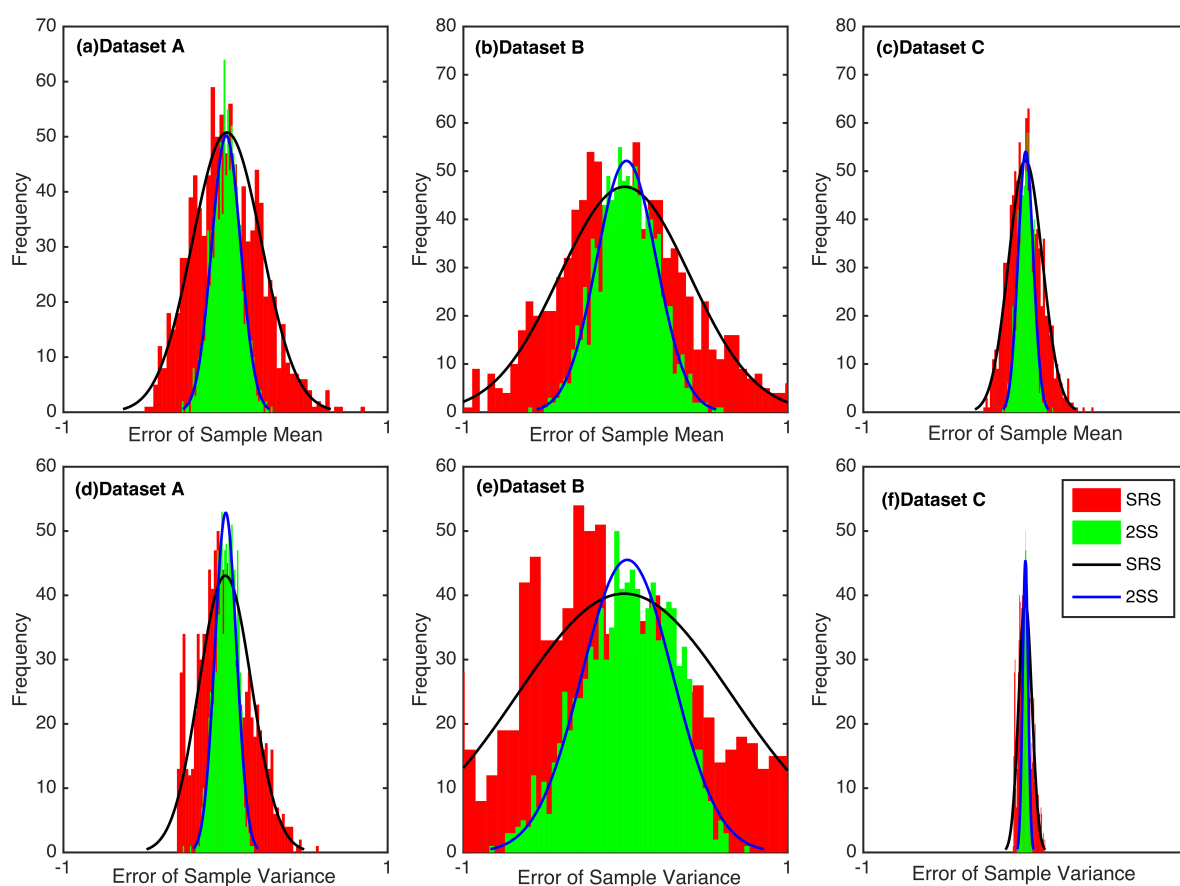 (a)Dataset A
70
60
50
40
30
20
10
0
Frequency
-1
Error of Sample Mean
1
(b)Dataset B
80
70
60
50
40
30
20
10
0
Frequency
-1
Error of Sample Mean
1
(c)Dataset C
80
70
60
50
40
30
20
10
0
Frequency
-1
Error of Sample Mean
1
(d)Dataset A
60
50
40
30
20
10
0
Frequency
-1
Error of Sample Variance
1
(e)Dataset B
60
50
40
30
20
10
0
Frequency
-1
Error of Sample Variance
1
(f)Dataset C
60
50
40
30
20
10
0
Frequency
-1
Error of Sample Variance
1
SRS
2SS
SRS
2SS